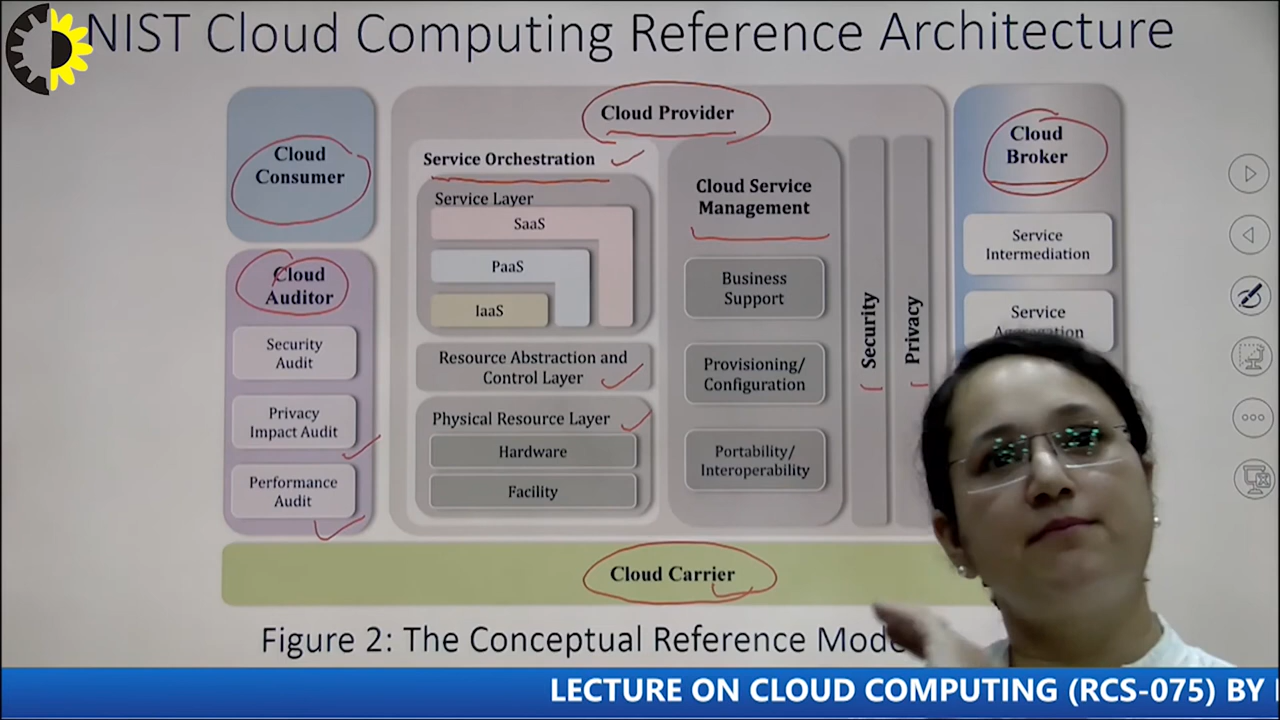 NIST Cloud Computing Reference Architecture
Cloud
Consumer
Cloud
Auditor
Security
Audit
Privacy
Impact Audit
Performance
Audit
Cloud Provider
Service Orchestration
Service Layer
SaaS
PaaS
IaaS
Resource Abstraction and
Control Layer
Physical Resource Layer
Hardware
Facility
Cloud Service
Management
Business
Support
Provisioning/
Configuration
Portability/
Interoperability
Security
Privacy
Cloud
Broker
Service
Intermediation
Service
Aggregation
Cloud Carrier
Figure 2: The Conceptual Reference Mode
LECTURE ON CLOUD COMPUTING (RCS-075) BY